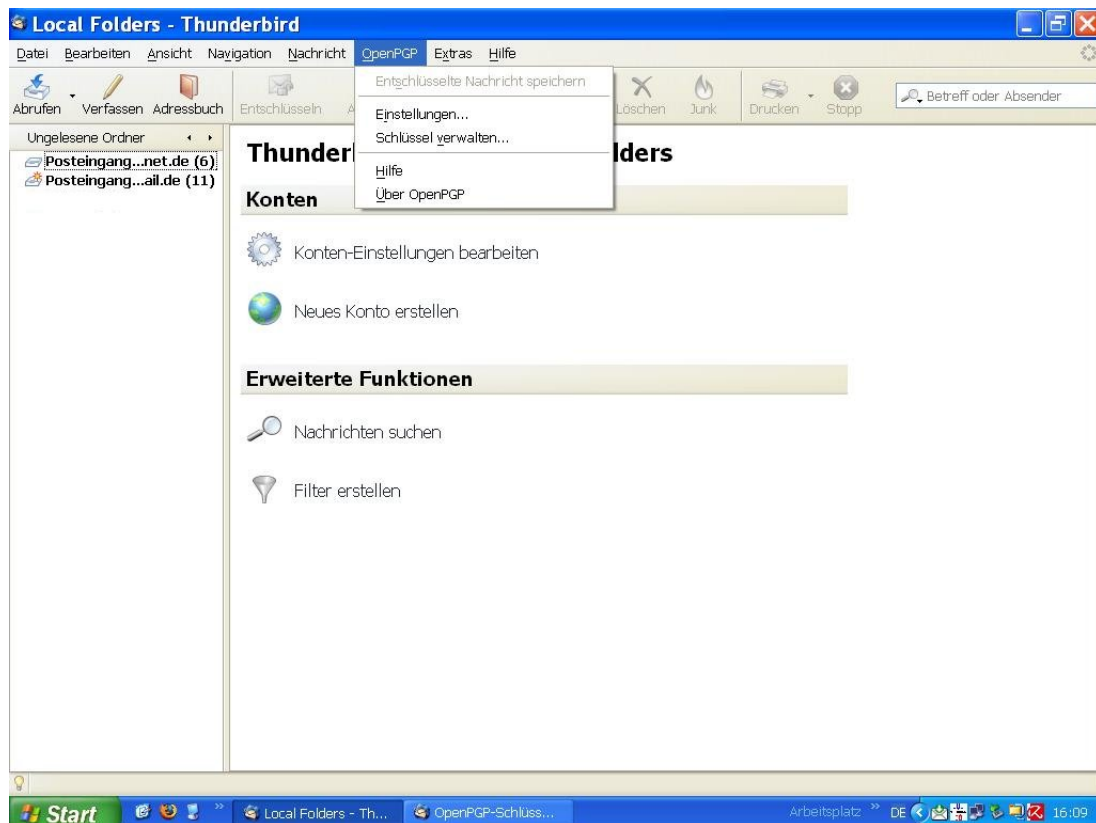 Local Folders - Thunderbird
Datei Bearbeiten Ansicht Navigation Nachricht OpenPGP Extras Hilfe
Abrufen Verfassen Adressbuch Entschlüsseln Löschen Junk Drucken Stopp Betreff oder Absender
Entschlüsselte Nachricht speichern
Einstellungen...
Schlüssel verwalten...
Hilfe
Über OpenPGP
Ungelesene Ordner
Posteingang...net.de (6)
Posteingang...ail.de (11)
Thunder lders
Konten
Konten-Einstellungen bearbeiten
Neues Konto erstellen
Erweiterte Funktionen
Nachrichten suchen
Filter erstellen
Start Local Folders - Th... OpenPGP-Schlüss... Arbeitsplatz » DE 16:09